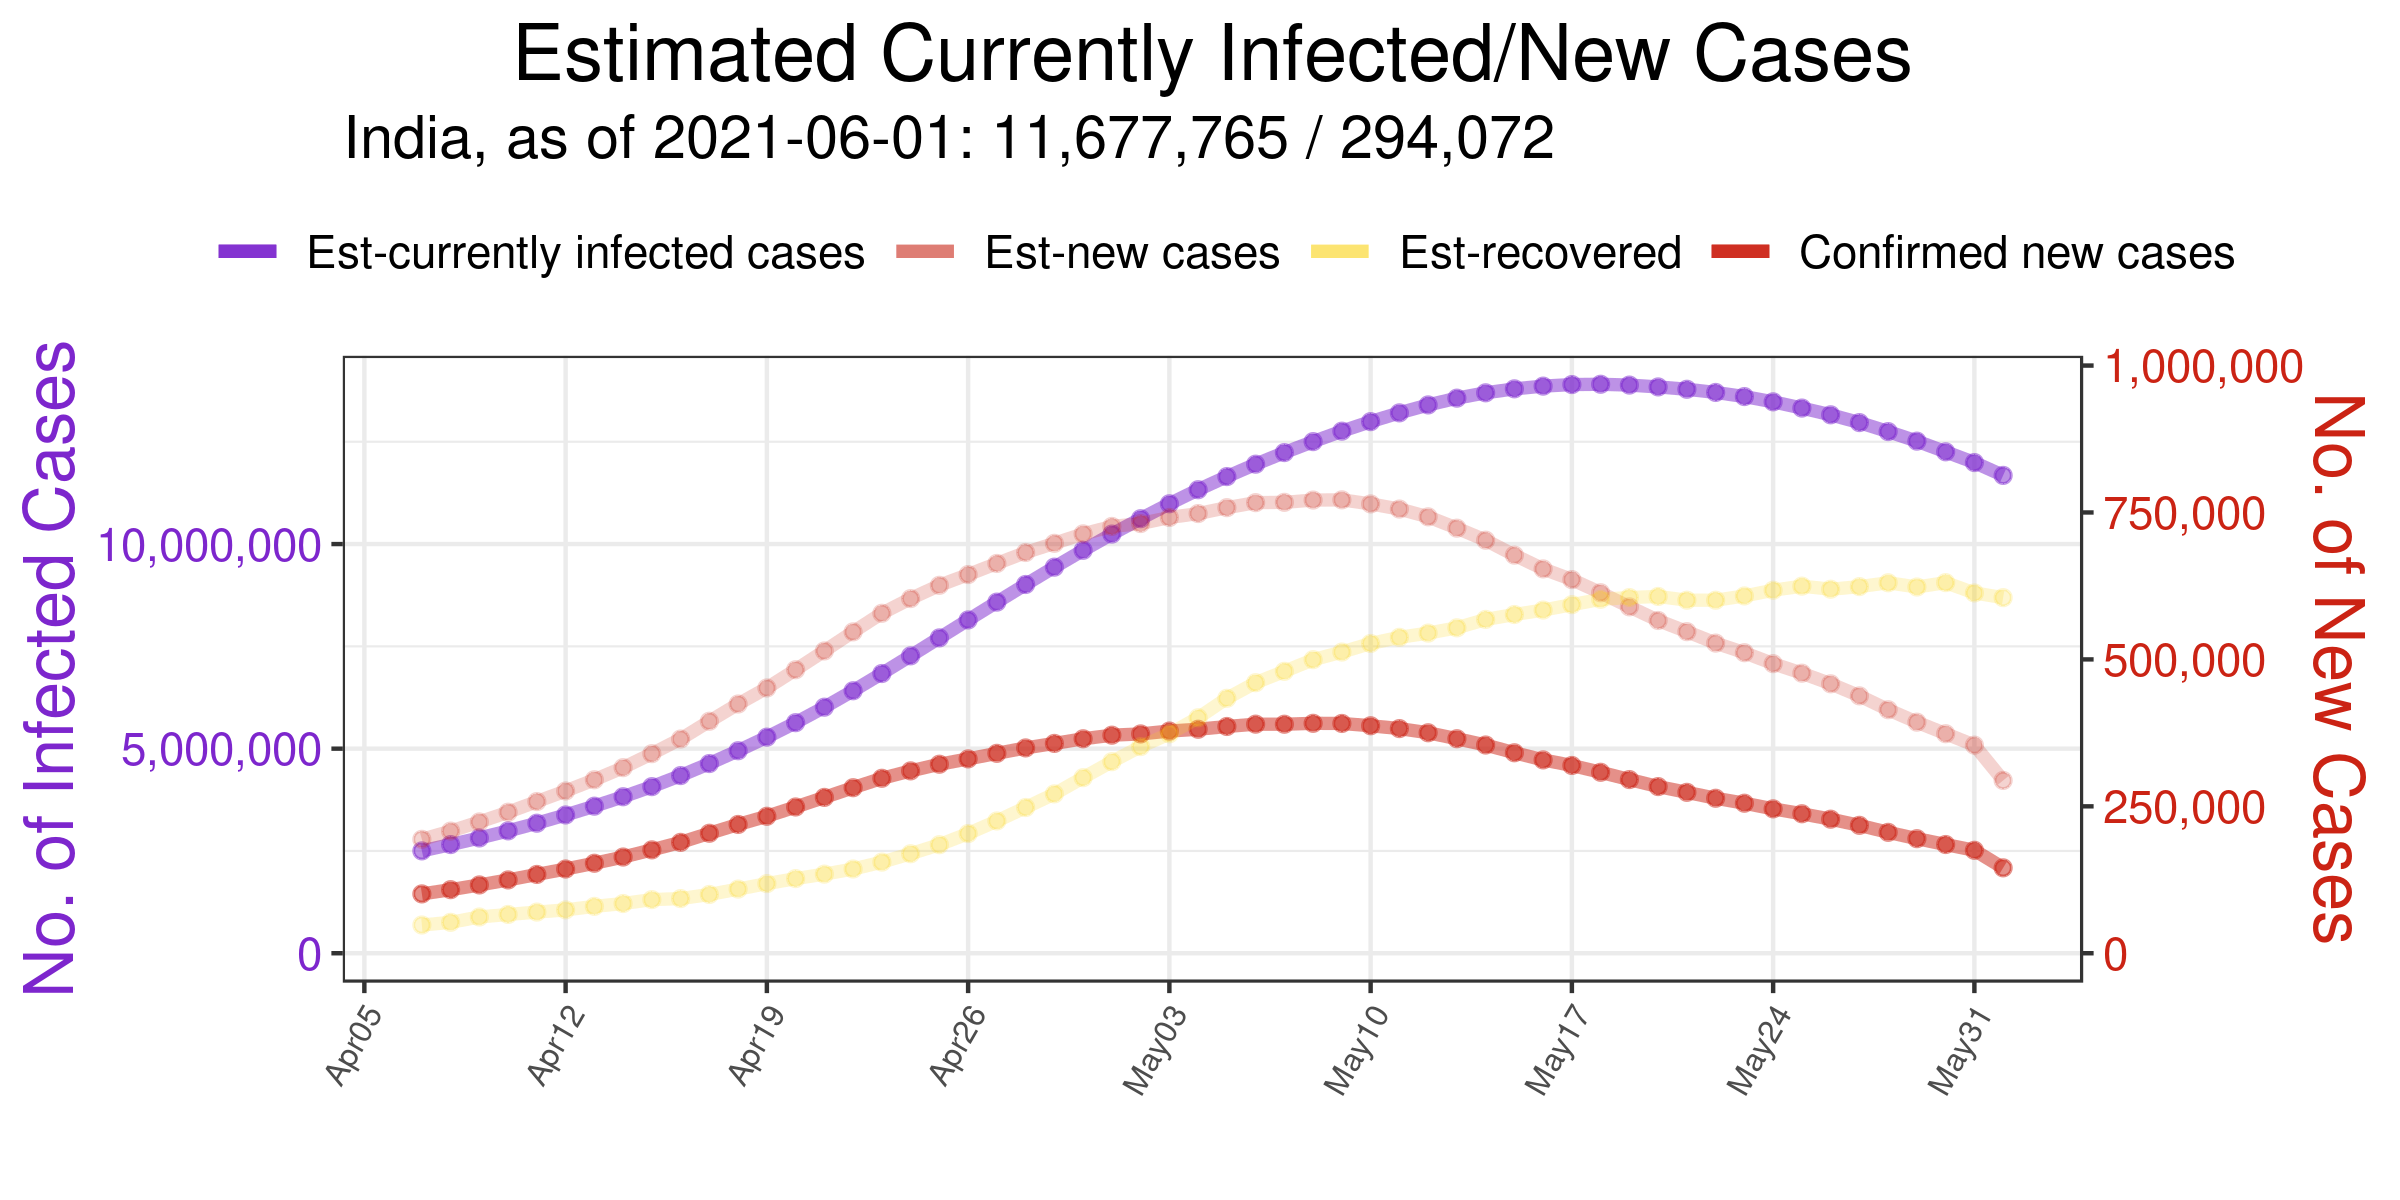 Estimated Currently Infected/New Cases
India, as of 2021-06-01: 11,677,765 / 294,072
Est-currently infected cases Est-new cases Est-recovered Confirmed new cases
No. of Infected Cases
10,000,000
5,000,000
0
1,000,000
750,000
500,000
250,000
0
No. of New Cases
Apr05 Apr12 Apr19 Apr26 May03 May10 May17 May24 May31